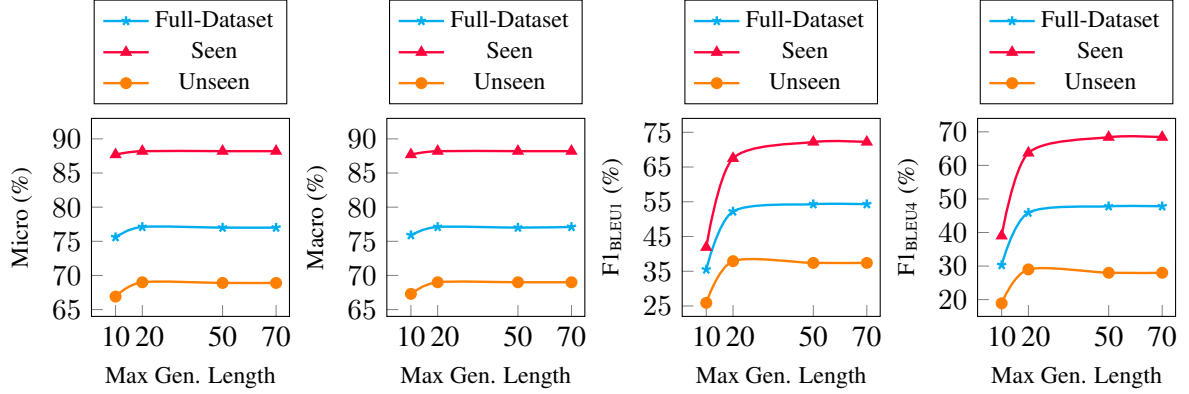 Full-Dataset
Seen
Unseen
90
85
80
75
70
65
Micro (%)
10 20 50 70
Max Gen. Length
Full-Dataset
Seen
Unseen
90
85
80
75
70
65
Macro (%)
10 20 50 70
Max Gen. Length
Full-Dataset
Seen
Unseen
75
65
55
45
35
25
F1BLEU1 (%)
10 20 50 70
Max Gen. Length
Full-Dataset
Seen
Unseen
70
60
50
40
30
20
F1BLEU4 (%)
10 20 50 70
Max Gen. Length